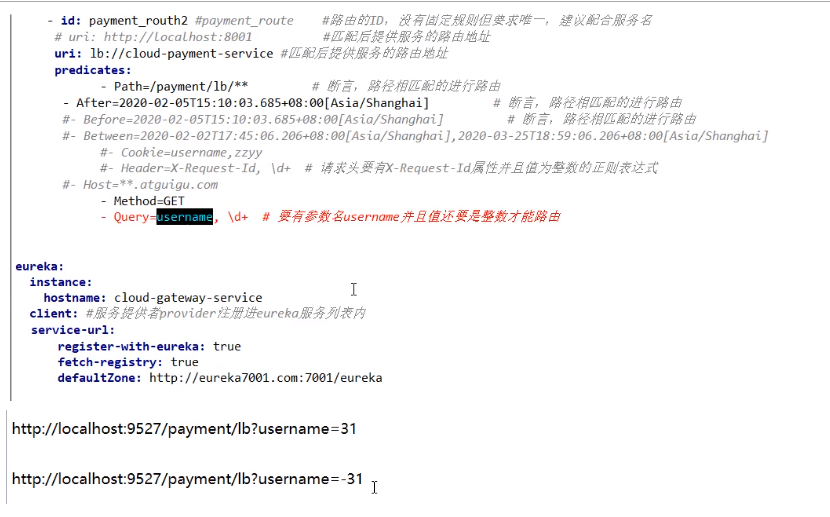 - id: payment_routh2 #payment_route    #路由的ID，没有固定规则但要求唯一，建议配合服务名
# uri: http://localhost:8001          #匹配后提供服务的路由地址
uri: lb://cloud-payment-service #匹配后提供服务的路由地址
predicates:
- Path=/payment/lb/**         # 断言，路径相匹配的进行路由
- After=2020-02-05T15:10:03.685+08:00[Asia/Shanghai]         # 断言，路径相匹配的进行路由
#- Before=2020-02-05T15:10:03.685+08:00[Asia/Shanghai]         # 断言，路径相匹配的进行路由
#- Between=2020-02-02T17:45:06.206+08:00[Asia/Shanghai],2020-03-25T18:59:06.206+08:00[Asia/Shanghai]
#- Cookie=username,zzyy
#- Header=X-Request-Id, \d+  # 请求头要有X-Request-Id属性并且值为整数的正则表达式
#- Host=**.atguigu.com
- Method=GET
- Query=username, \d+  # 要有参数名username并且值还要是整数才能路由
eureka:
instance:
hostname: cloud-gateway-service
client: #服务提供者provider注册进eureka服务列表内
service-url:
register-with-eureka: true
fetch-registry: true
defaultZone: http://eureka7001.com:7001/eureka
http://localhost:9527/payment/lb?username=31
http://localhost:9527/payment/lb?username=-31